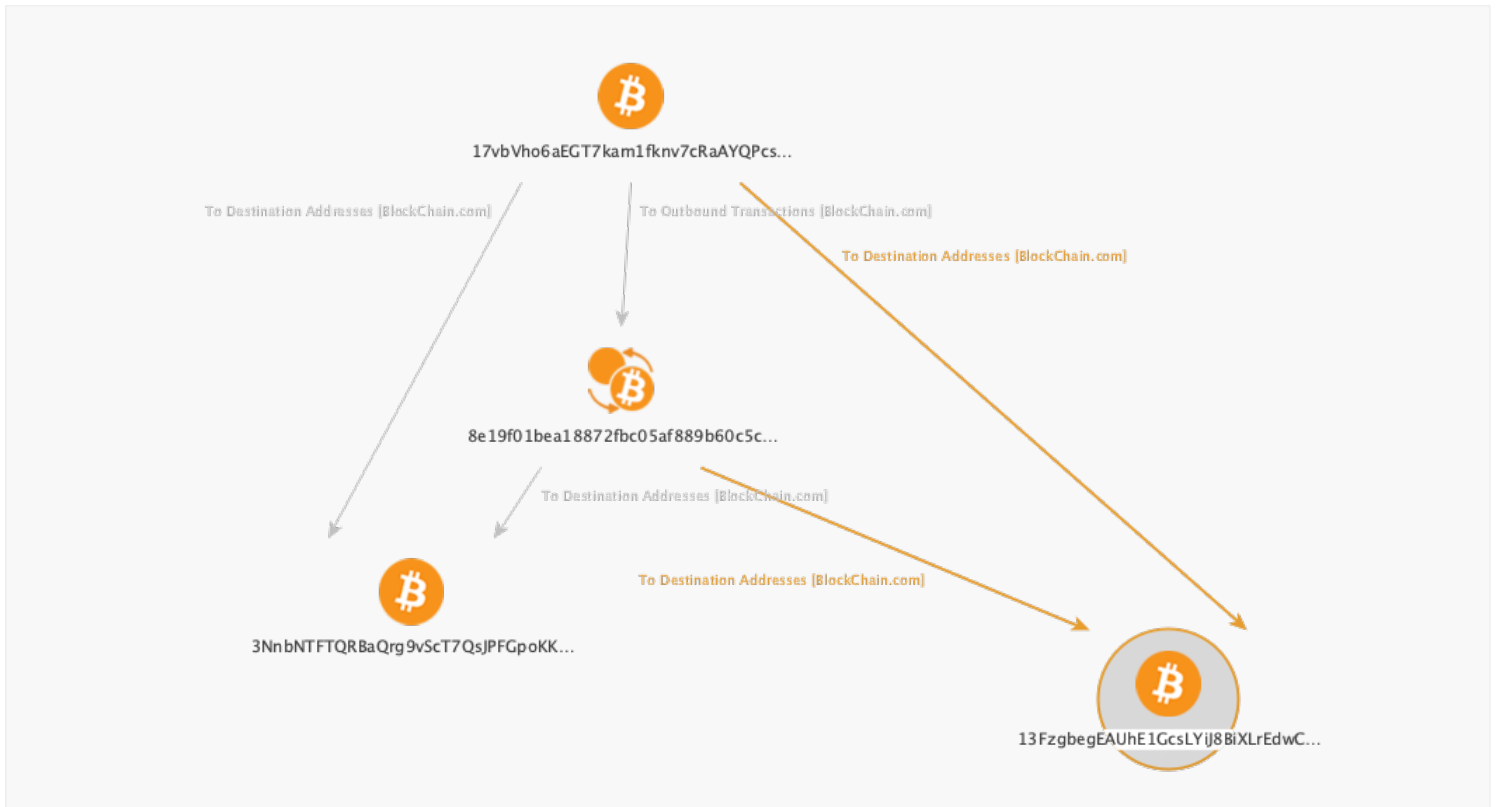 17vbVho6aEGT7kam1fknv7cRaAYQPcs...
To Destination Addresses [BlockChain.com]
To Outbound Transactions [BlockChain.com]
To Destination Addresses [BlockChain.com]
8e19f01bea18872fbc05af889b60c5c...
To Destination Addresses [BlockChain.com]
To Destination Addresses [BlockChain.com]
3NnbNTFTQRBaQrg9vScT7QsJPFGpoKK...
13FzgbegEAUhE1GcsLYiJ8BiXLrEdwC...